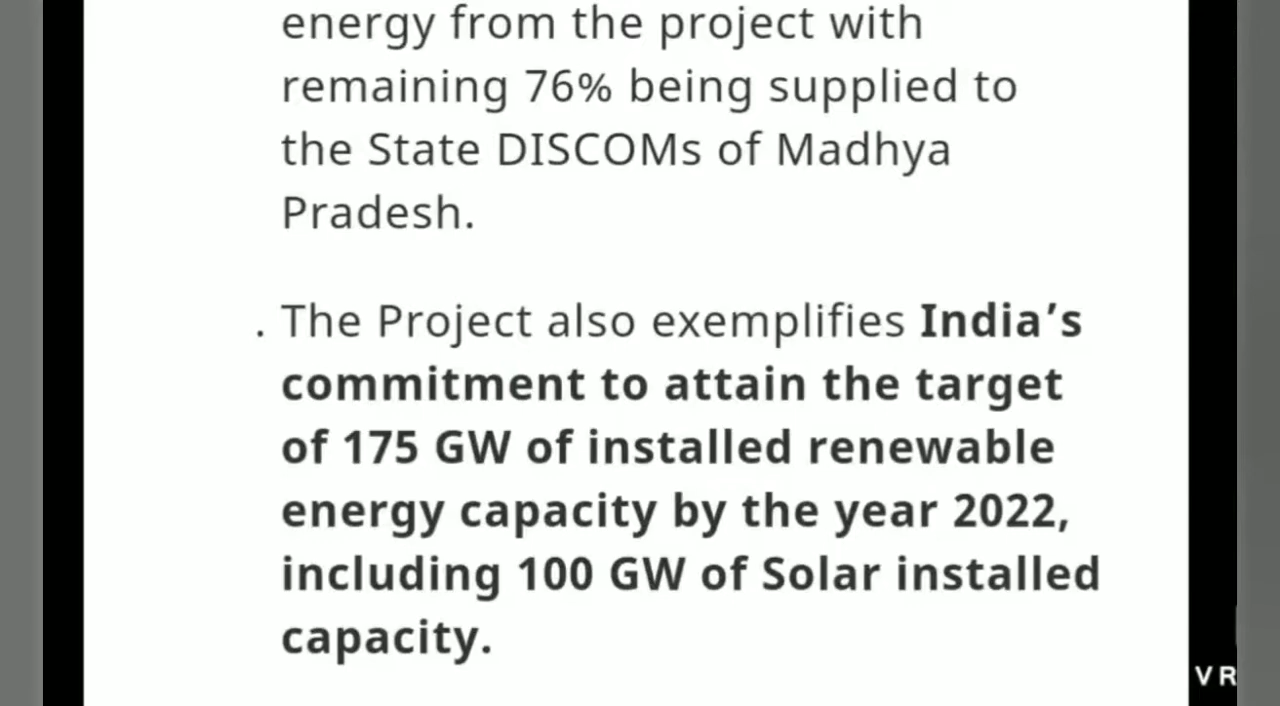 energy from the project with
remaining 76% being supplied to
the State DISCOMs of Madhya
Pradesh.
. The Project also exemplifies India’s
commitment to attain the target
of 175 GW of installed renewable
energy capacity by the year 2022,
including 100 GW of Solar installed
capacity.
VR